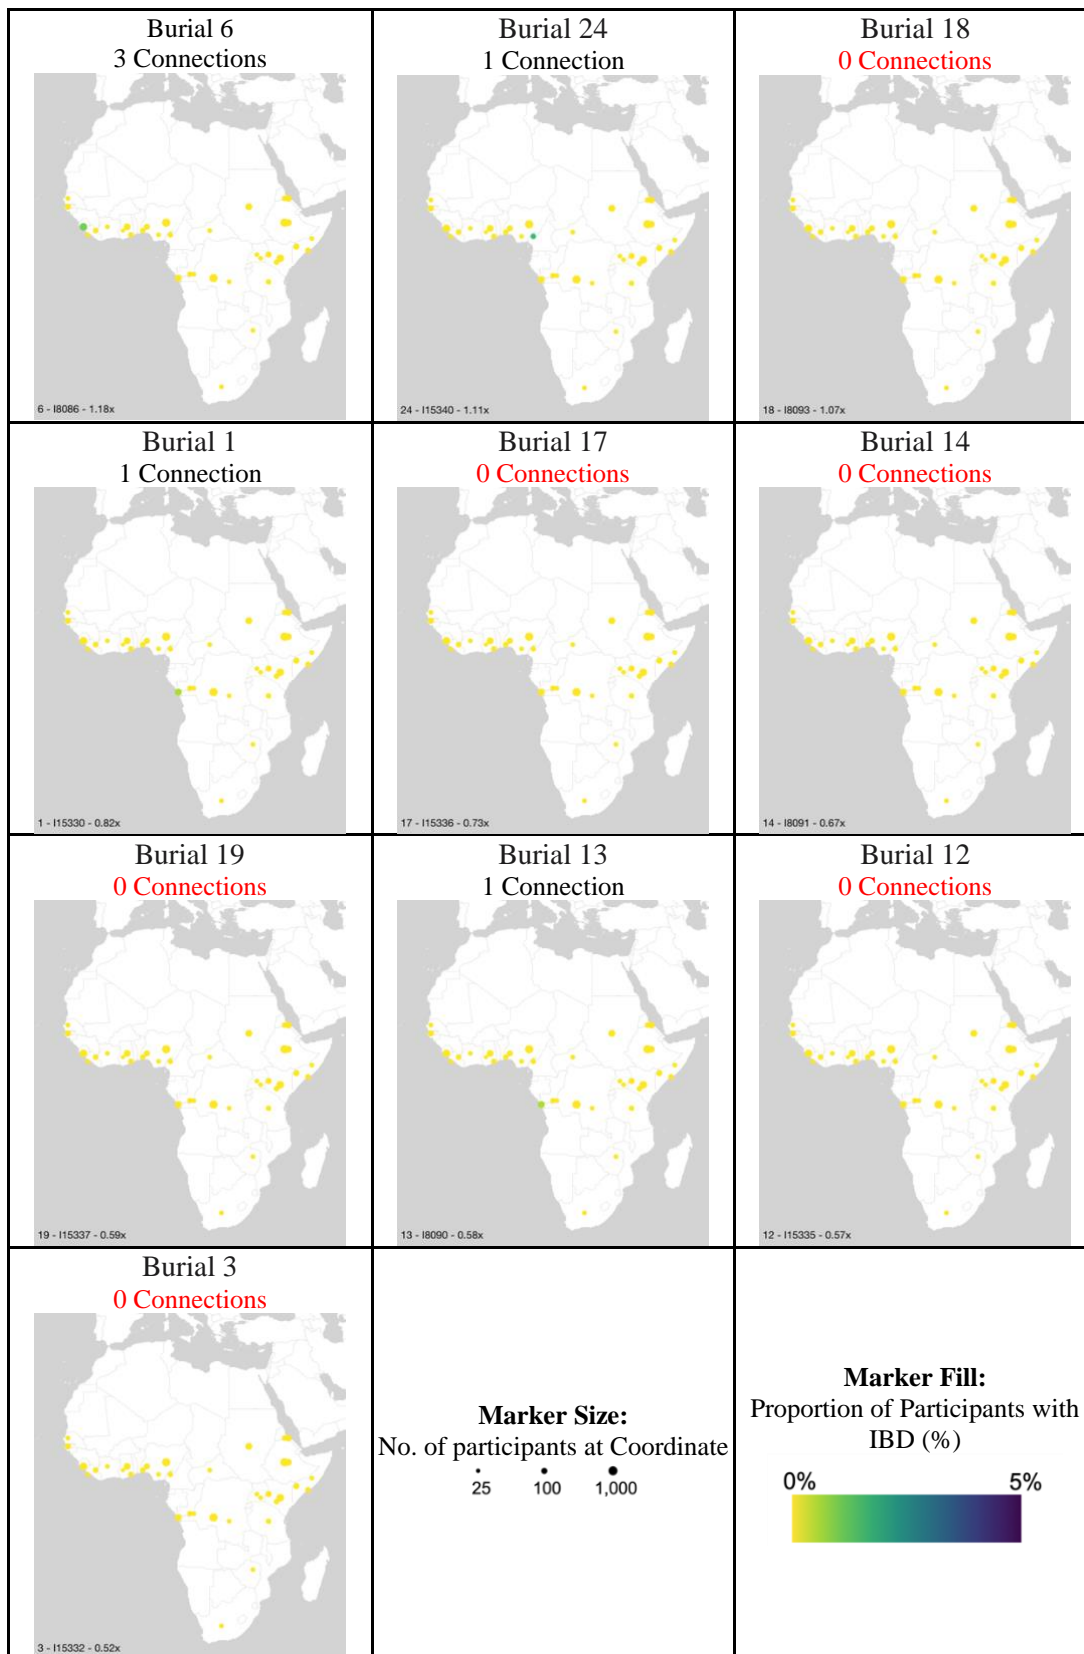 Burial 6
3 Connections
6 - I8086 - 1.18x
Burial 24
1 Connection
24 - I15340 - 1.11x
Burial 18
0 Connections
18 - I8093 - 1.07x
Burial 1
1 Connection
1 - I15330 - 0.82x
Burial 17
0 Connections
17 - I15336 - 0.73x
Burial 14
0 Connections
14 - I8091 - 0.67x
Burial 19
0 Connections
19 - I15337 - 0.59x
Burial 13
1 Connection
13 - I8090 - 0.58x
Burial 12
0 Connections
12 - I15335 - 0.57x
Burial 3
0 Connections
3 - I15332 - 0.52x
Marker Size:
No. of participants at Coordinate
25 100 1,000
Marker Fill:
Proportion of Participants with
IBD (%)
0% 5%